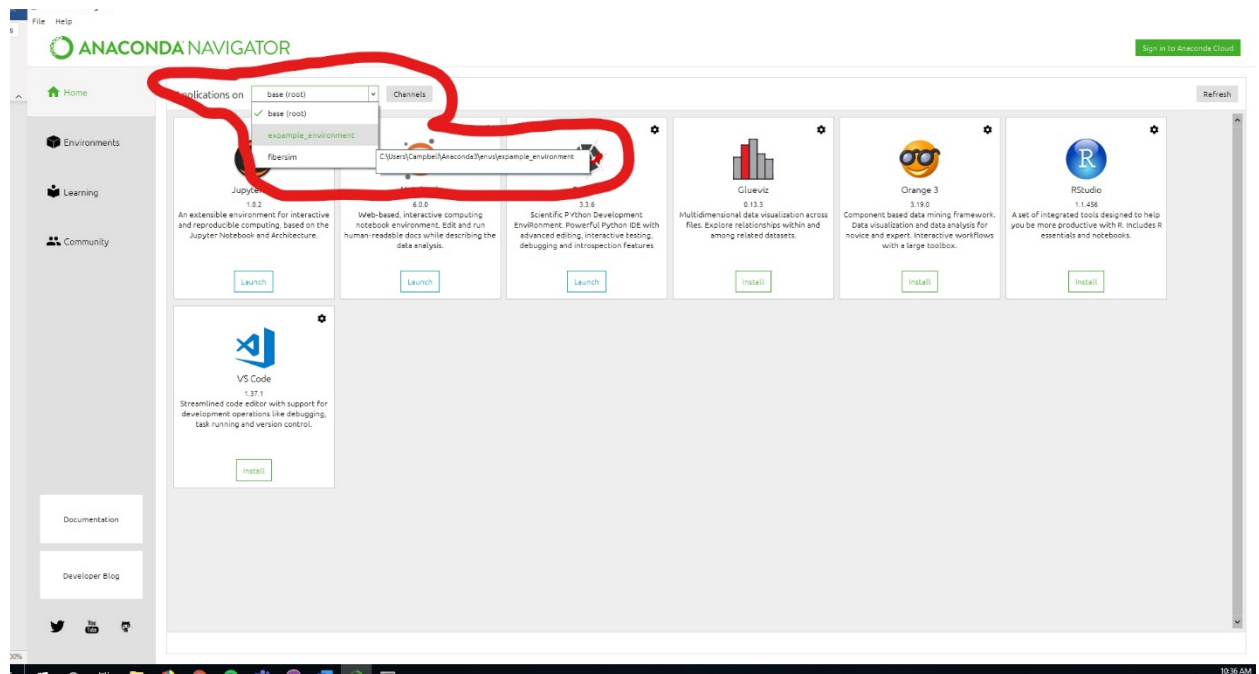 File Help
ANACONDA NAVIGATOR
Sign in to Anaconda Cloud
Home
Applications on base (root) Channels
Refresh
base (root)
expample_environment
fibersim
C:\Users\Campbell\Anaconda3\envs\expample_environment
Environments
Learning
Community
1.0.2
An extensible environment for interactive
and reproducible computing, based on the
Jupyter Notebook and Architecture.
Launch
6.0.0
Web-based, interactive computing
notebook environment. Edit and run
human-readable docs while describing the
data analysis.
Launch
3.3.6
Scientific PYthon Development
EnviRonment. Powerful Python IDE with
advanced editing, interactive testing,
debugging and introspection features
Launch
Glueviz
0.13.3
Multidimensional data visualization across
files. Explore relationships within and
among related datasets.
Install
Orange 3
3.19.0
Component based data mining framework.
Data visualization and data analysis for
novice and expert. Interactive workflows
with a large toolbox.
Install
RStudio
1.1.456
A set of integrated tools designed to help
you be more productive with R. Includes R
essentials and notebooks.
Install
VS Code
1.37.1
Streamlined code editor with support for
development operations like debugging,
task running and version control.
Install
Documentation
Developer Blog
You
Tube
10:36 AM